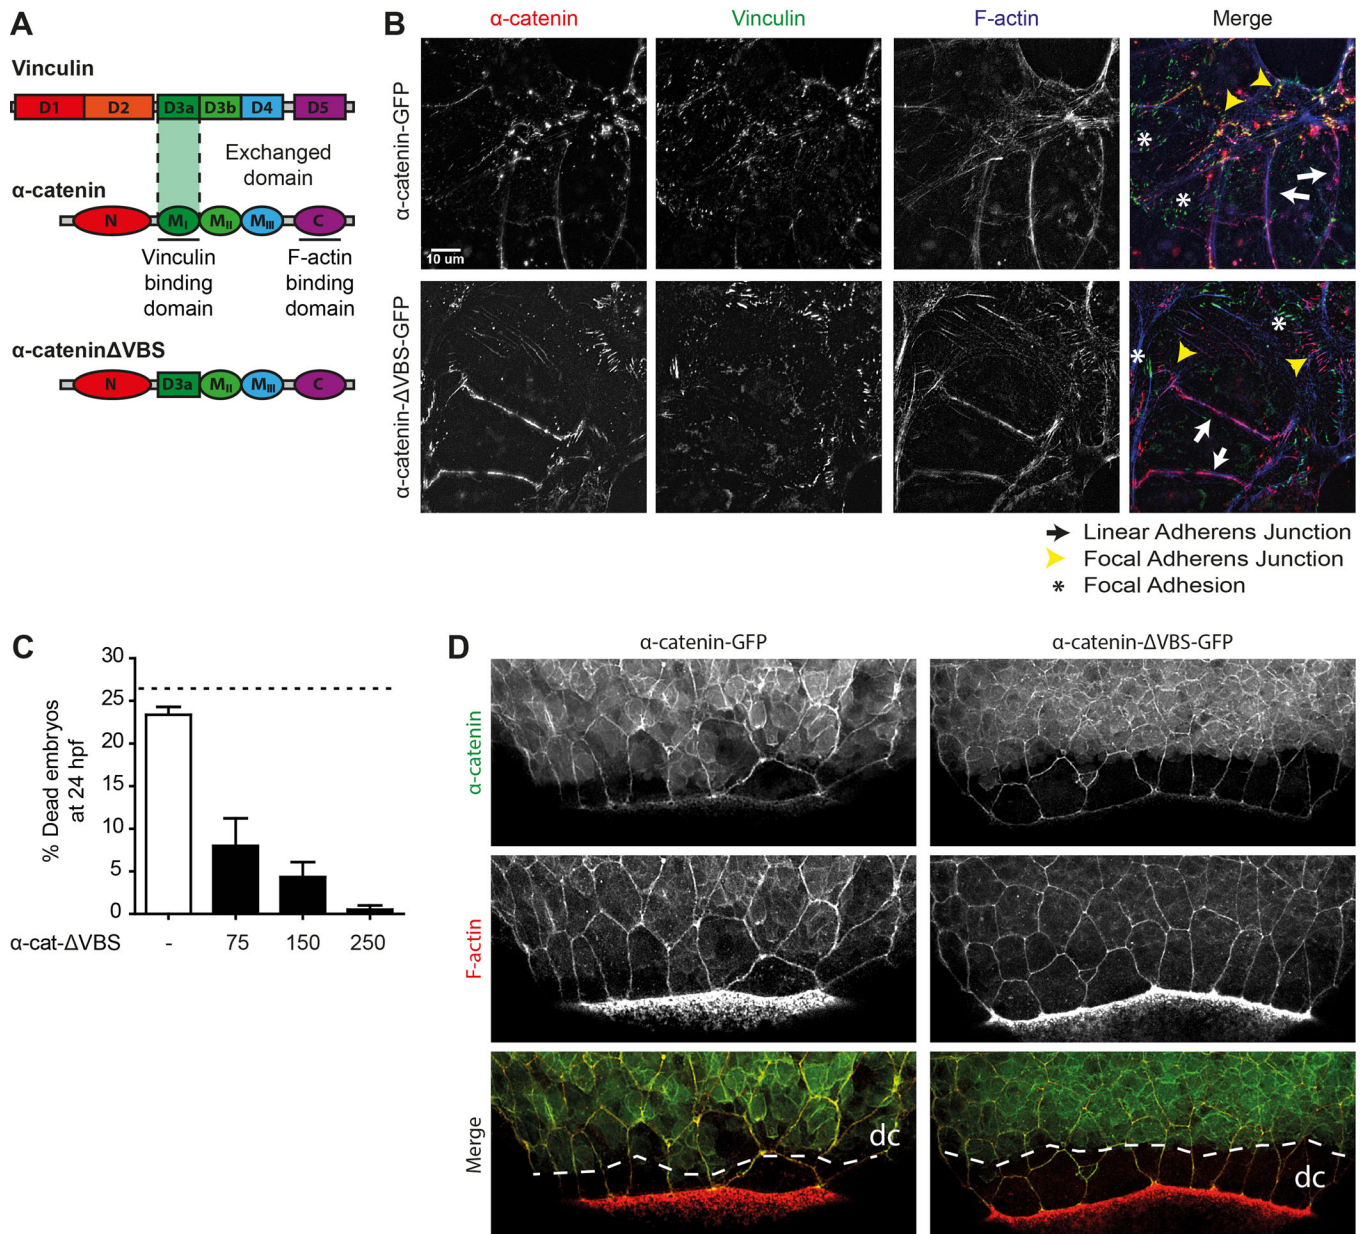 A
Vinculin
D1 D2 D3a D3b D4 D5
Exchanged
domain
α-catenin
N MI MII MIII C
Vinculin
binding
domain
F-actin
binding
domain
α-cateninΔVBS
N D3a MII MIII C
B
α-catenin Vinculin F-actin Merge
α-catenin-GFP
10 um
*
*
α-catenin-ΔVBS-GFP
*
*
Linear Adherens Junction
Focal Adherens Junction
* Focal Adhesion
C
% Dead embryos
at 24 hpf
30
25
20
15
10
5
0
α-cat-ΔVBS - 75 150 250
D
α-catenin-GFP α-catenin-ΔVBS-GFP
α-catenin
F-actin
Merge
dc
dc